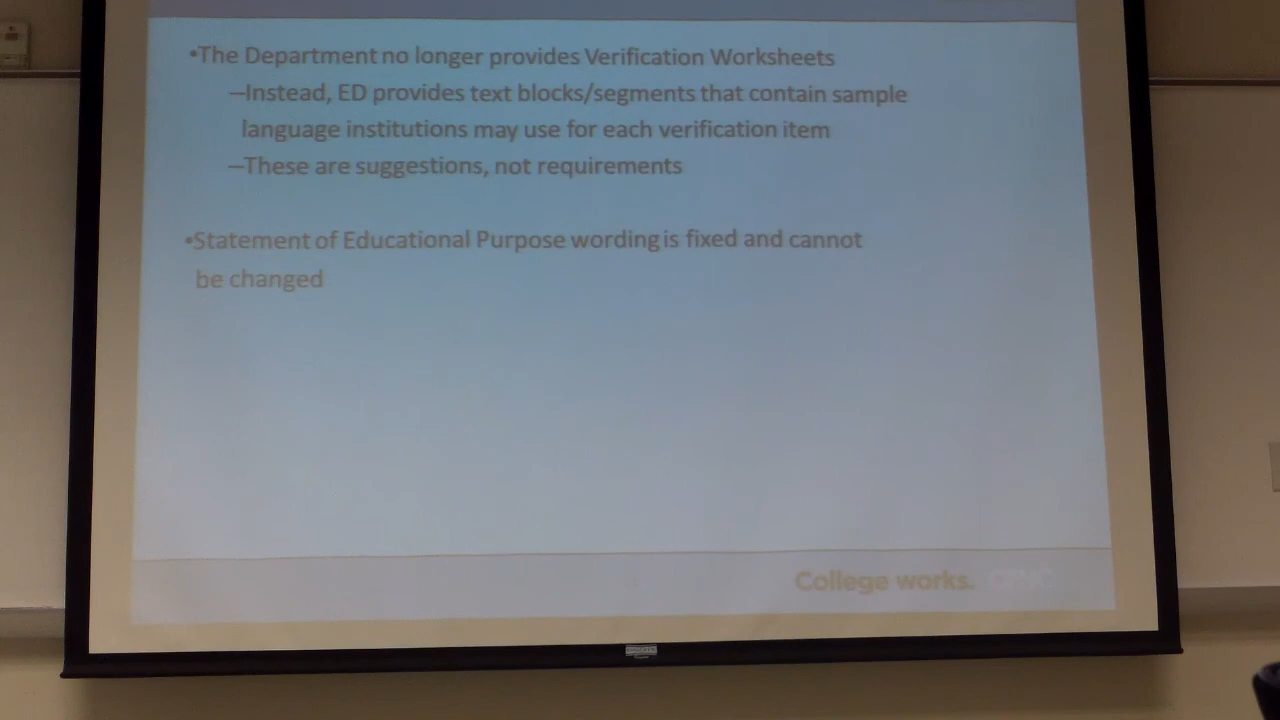 •The Department no longer provides Verification Worksheets
–Instead, ED provides text blocks/segments that contain sample
language institutions may use for each verification item
–These are suggestions, not requirements
•Statement of Educational Purpose wording is fixed and cannot
be changed
College works.